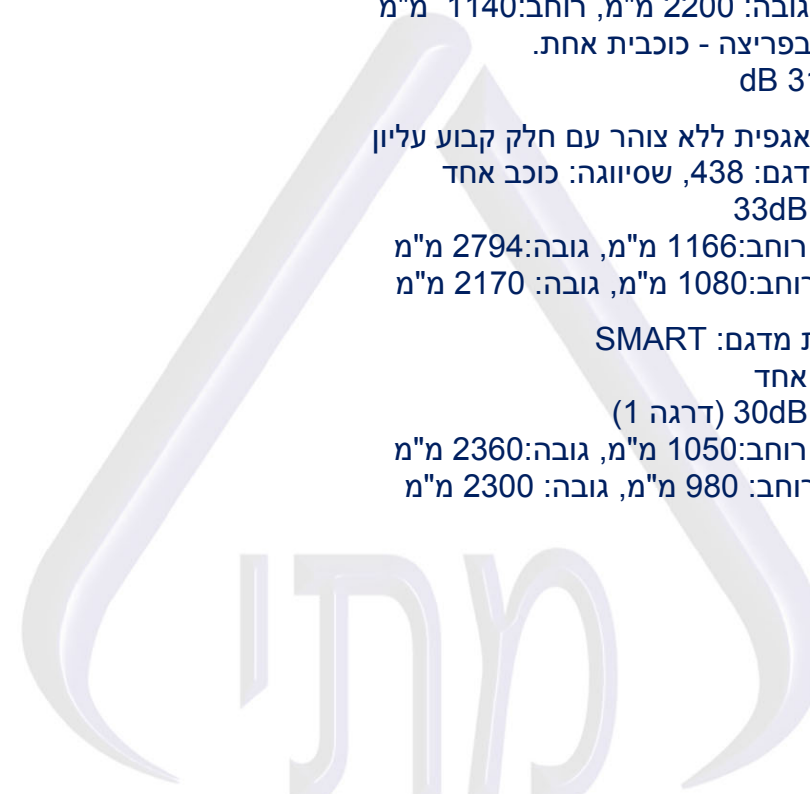 גובה: 2200 מ"מ, רוחב:1140 מ"מ
בפריצה - כוכבית אחת.
dB 31
אגפית ללא צוהר עם חלק קבוע עליון
דגם: 438, שסיווגה: כוכב אחד
33dB
רוחב:1166 מ"מ, גובה:2794 מ"מ
רוחב:1080 מ"מ, גובה: 2170 מ"מ
מדגם: SMART
אחד
30dB (דרגה 1)
רוחב:1050 מ"מ, גובה:2360 מ"מ
רוחב: 980 מ"מ, גובה: 2300 מ"מ
מתי